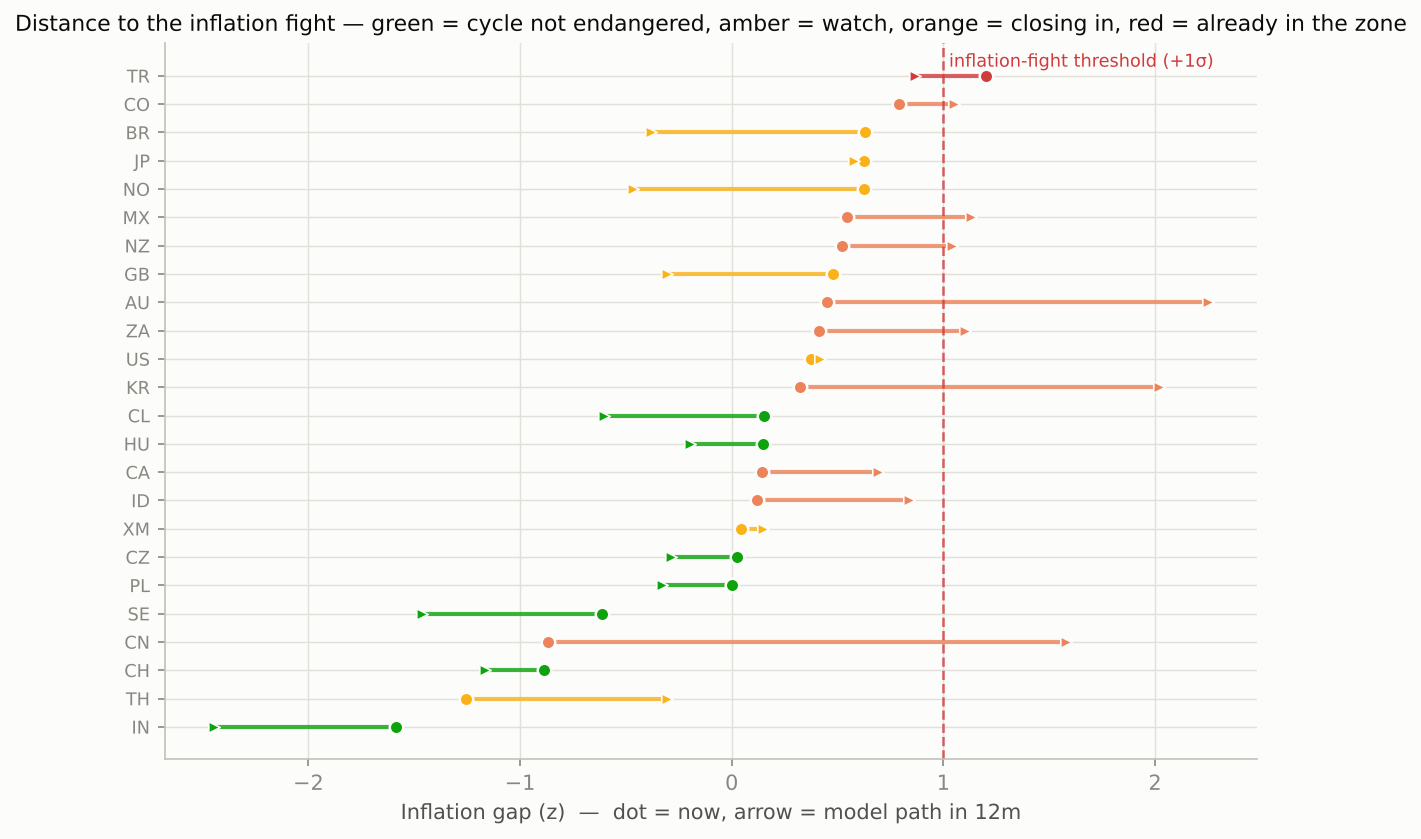 Distance to the inflation fight — green = cycle not endangered, amber = watch, orange = closing in, red = already in the zone
inflation-fight threshold (+1σ)
TR
CO
BR
JP
NO
MX
NZ
GB
AU
ZA
US
KR
CL
HU
CA
ID
XM
CZ
PL
SE
CN
CH
TH
IN
−2 −1 0 1 2
Inflation gap (z) — dot = now, arrow = model path in 12m